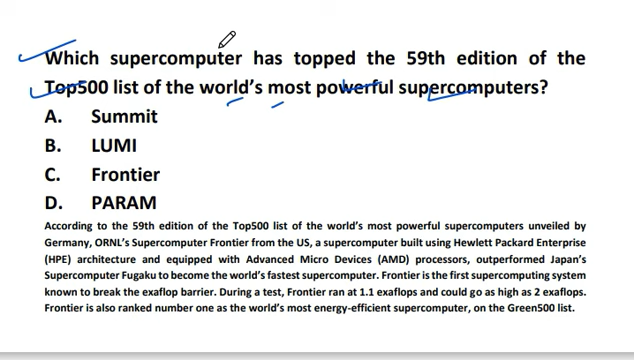 Which supercomputer has topped the 59th edition of the
Top500 list of the world's most powerful supercomputers?
A. Summit
B. LUMI
C. Frontier
D. PARAM
According to the 59th edition of the Top500 list of the world's most powerful supercomputers unveiled by
Germany, ORNL's Supercomputer Frontier from the US, a supercomputer built using Hewlett Packard Enterprise
(HPE) architecture and equipped with Advanced Micro Devices (AMD) processors, outperformed Japan's
Supercomputer Fugaku to become the world's fastest supercomputer. Frontier is the first supercomputing system
known to break the exaflop barrier. During a test, Frontier ran at 1.1 exaflops and could go as high as 2 exaflops.
Frontier is also ranked number one as the world's most energy-efficient supercomputer, on the Green500 list.